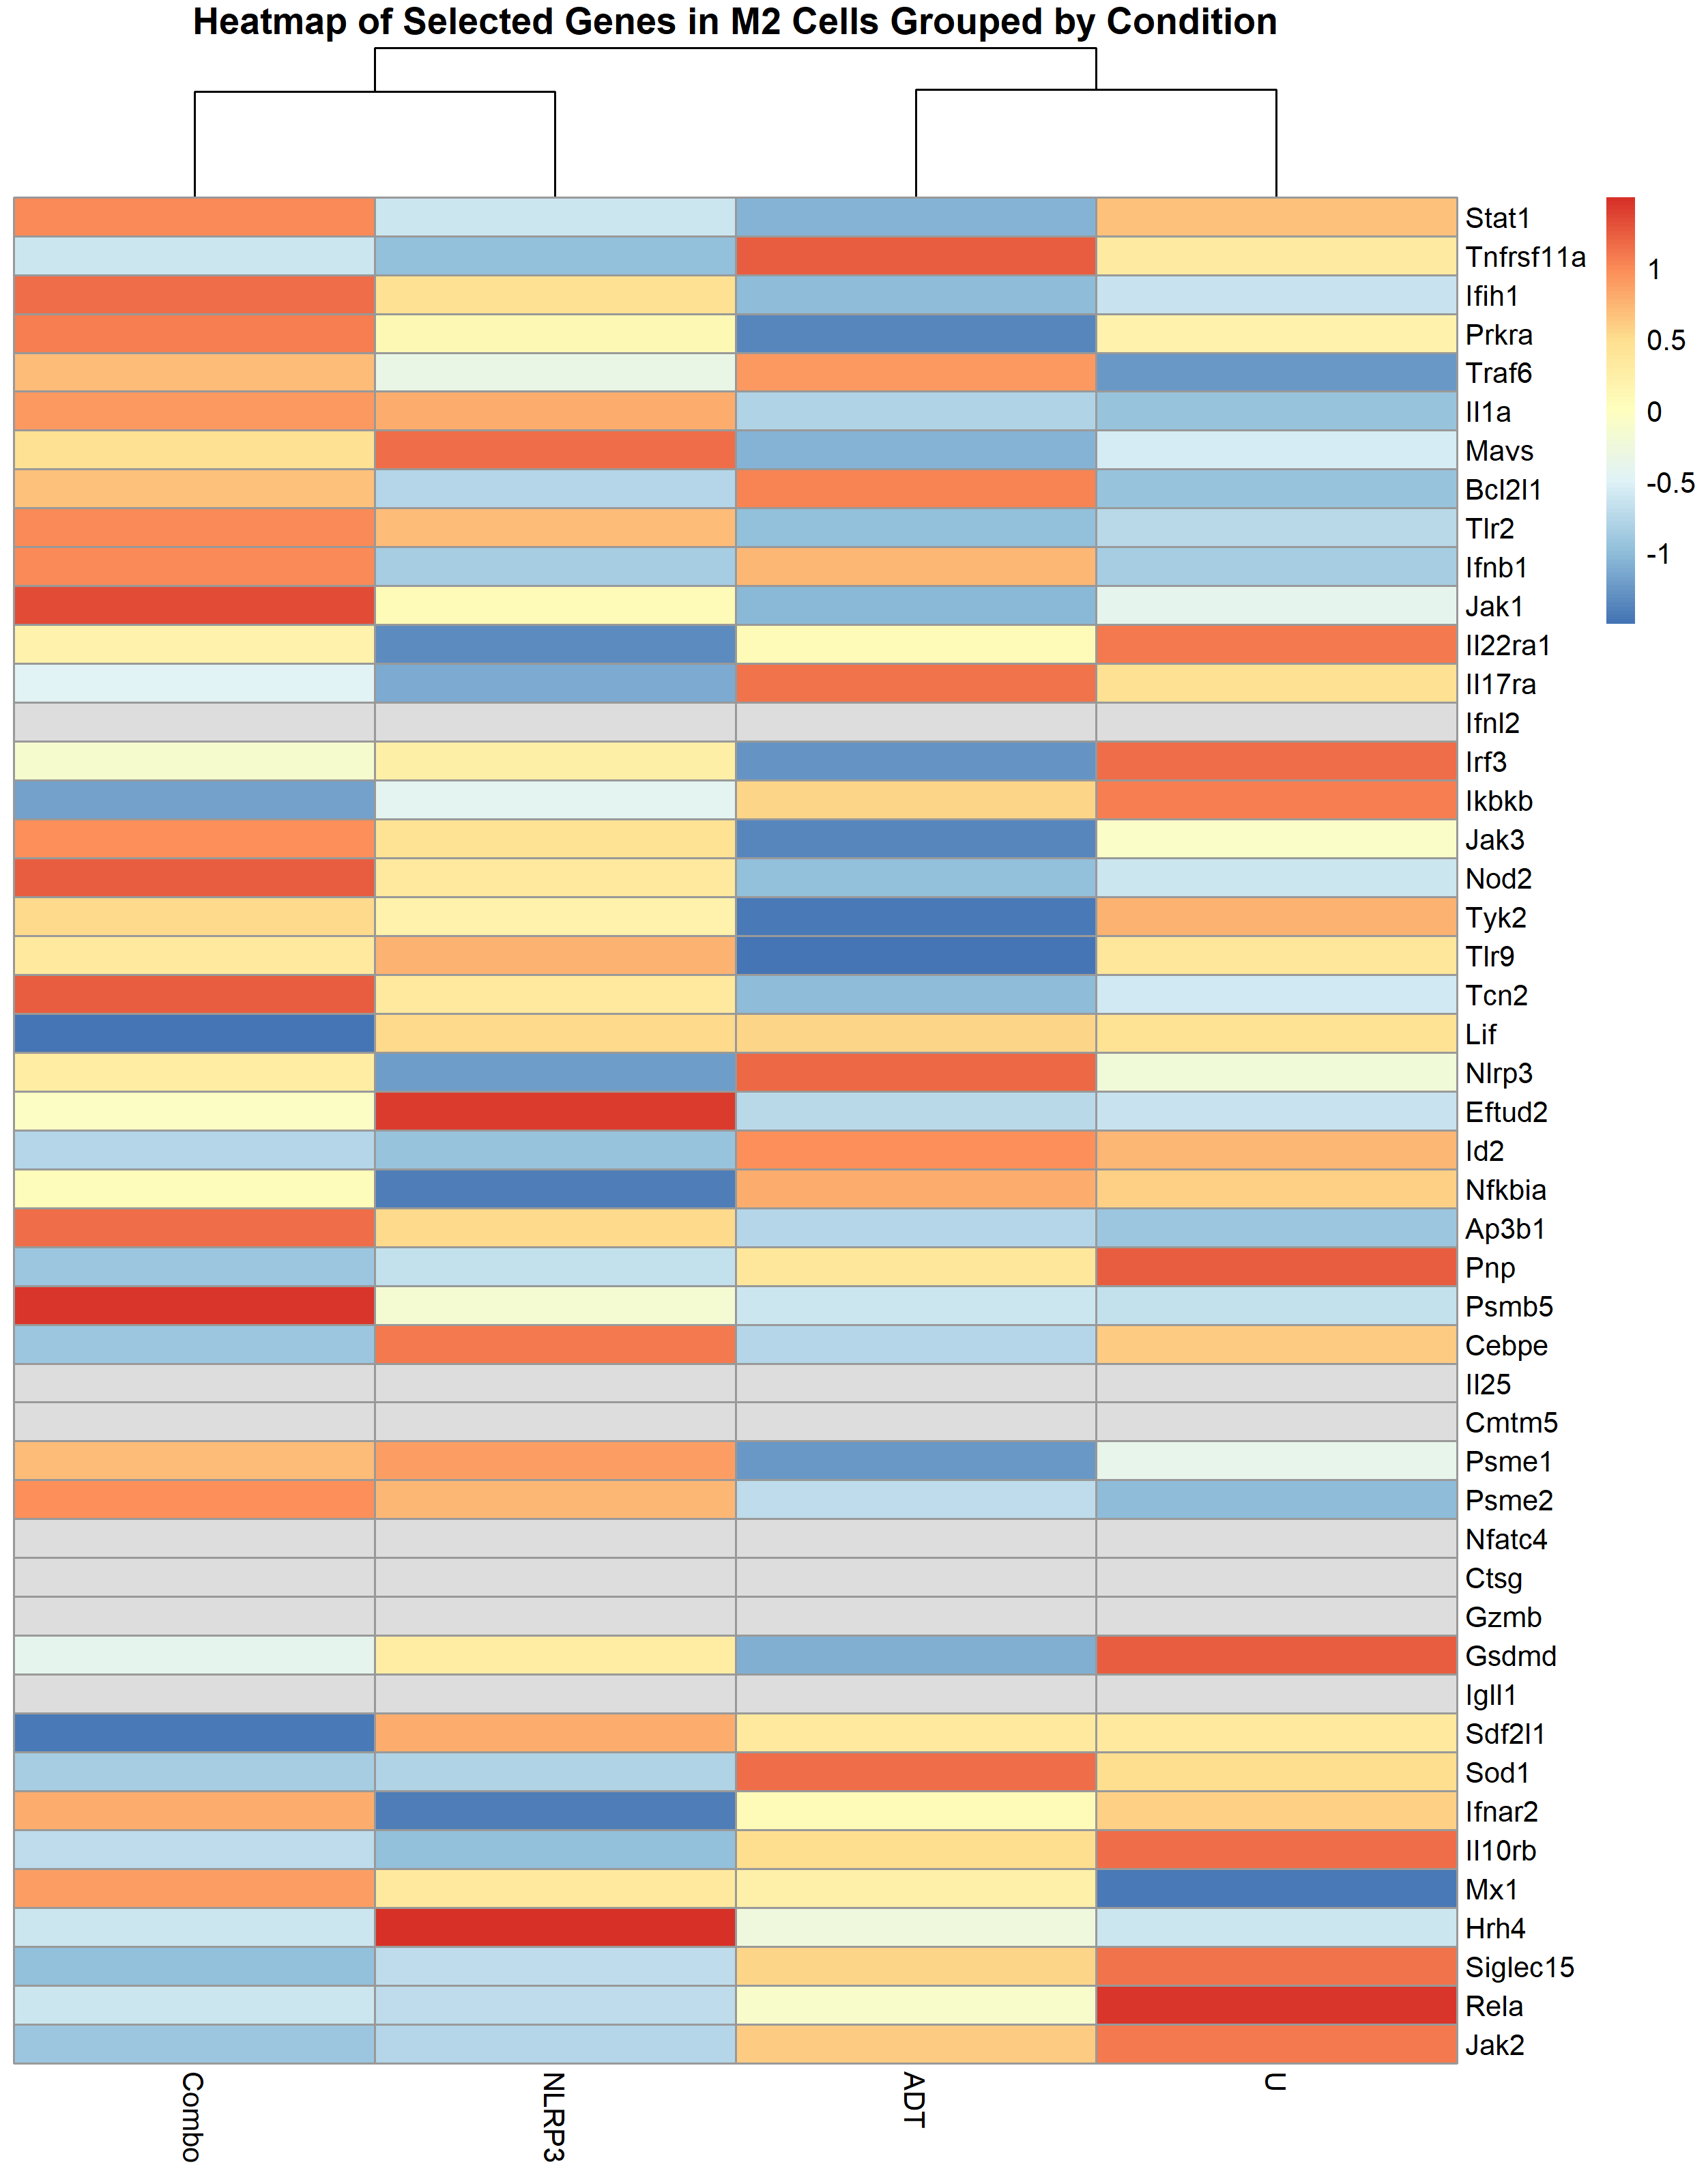 Heatmap of Selected Genes in M2 Cells Grouped by Condition
Stat1
Tnfrsf11a
Ifih1
Prkra
Traf6
Il1a
Mavs
Bcl2l1
Tlr2
Ifnb1
Jak1
Il22ra1
Il17ra
Ifnl2
Irf3
Ikbkb
Jak3
Nod2
Tyk2
Tlr9
Tcn2
Lif
Nlrp3
Eftud2
Id2
Nfkbia
Ap3b1
Pnp
Psmb5
Cebpe
Il25
Cmtm5
Psme1
Psme2
Nfatc4
Ctsg
Gzmb
Gsdmd
Igll1
Sdf2l1
Sod1
Ifnar2
Il10rb
Mx1
Hrh4
Siglec15
Rela
Jak2
1
0.5
0
-0.5
-1
Combo
NLRP3
ADT
U